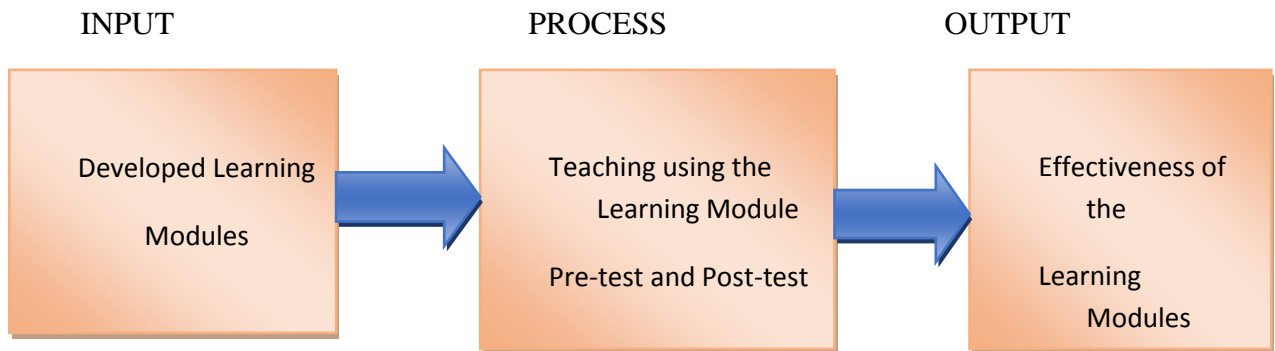 INPUT
PROCESS
OUTPUT
Developed Learning
Modules
Teaching using the
Learning Module
Pre-test and Post-test
Effectiveness of
the
Learning
Modules